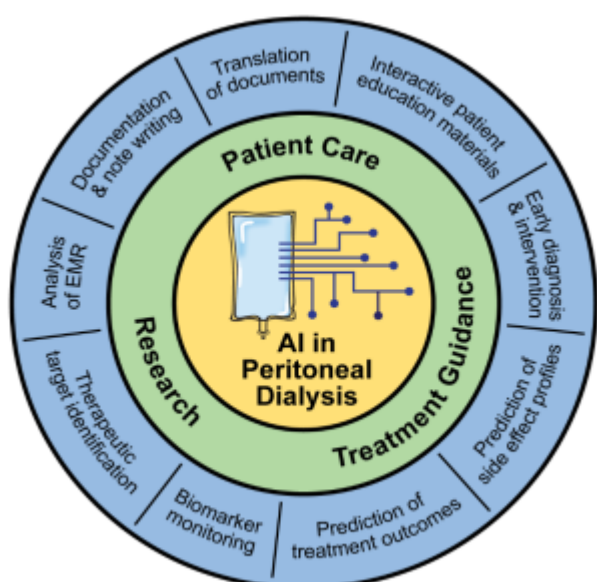 Translation
of documents
Interactive patient
education materials
Early diagnosis
& intervention
Prediction of
side effect profiles
Prediction of
treatment outcomes
Biomarker
monitoring
Therapeutic
target identification
Analysis
of EMR
Documentation
& note writing
Patient Care
Treatment Guidance
Research
AI in
Peritoneal
Dialysis